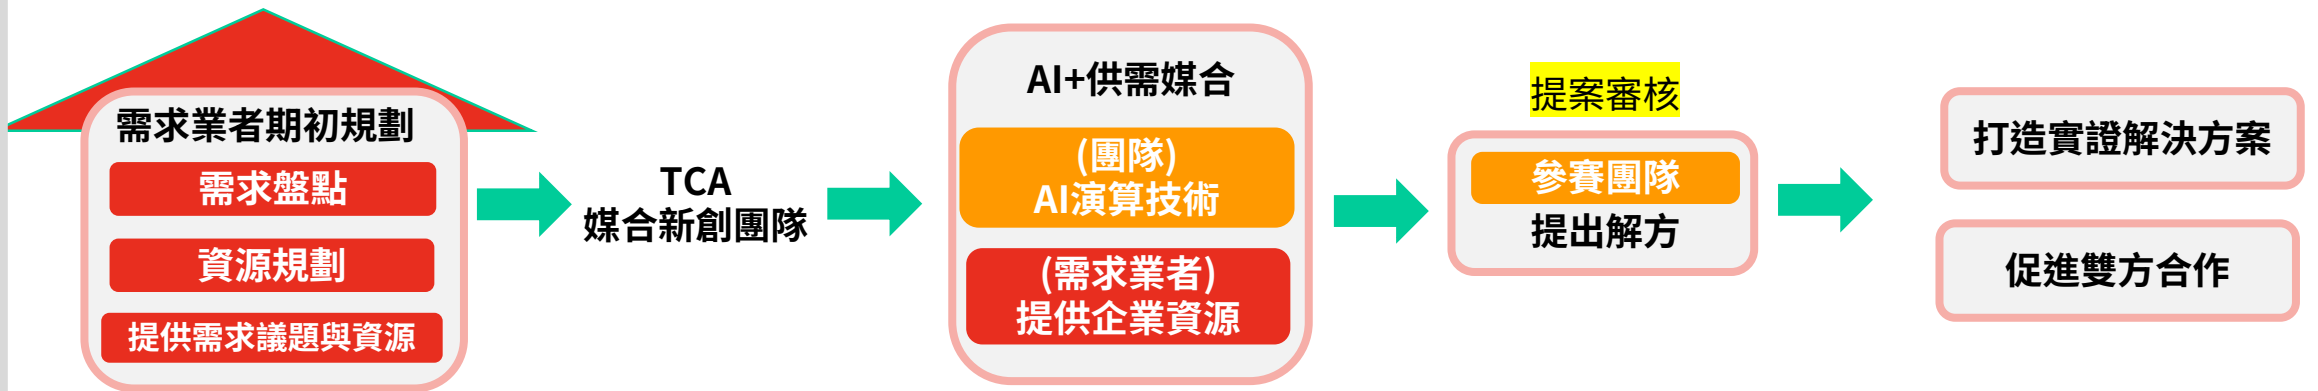 需求業者期初規劃
需求盤點
資源規劃
提供需求議題與資源
TCA
媒合新創團隊
AI+供需媒合
(團隊)
AI演算技術
(需求業者)
提供企業資源
提案審核
參賽團隊
提出解方
打造實證解決方案
促進雙方合作